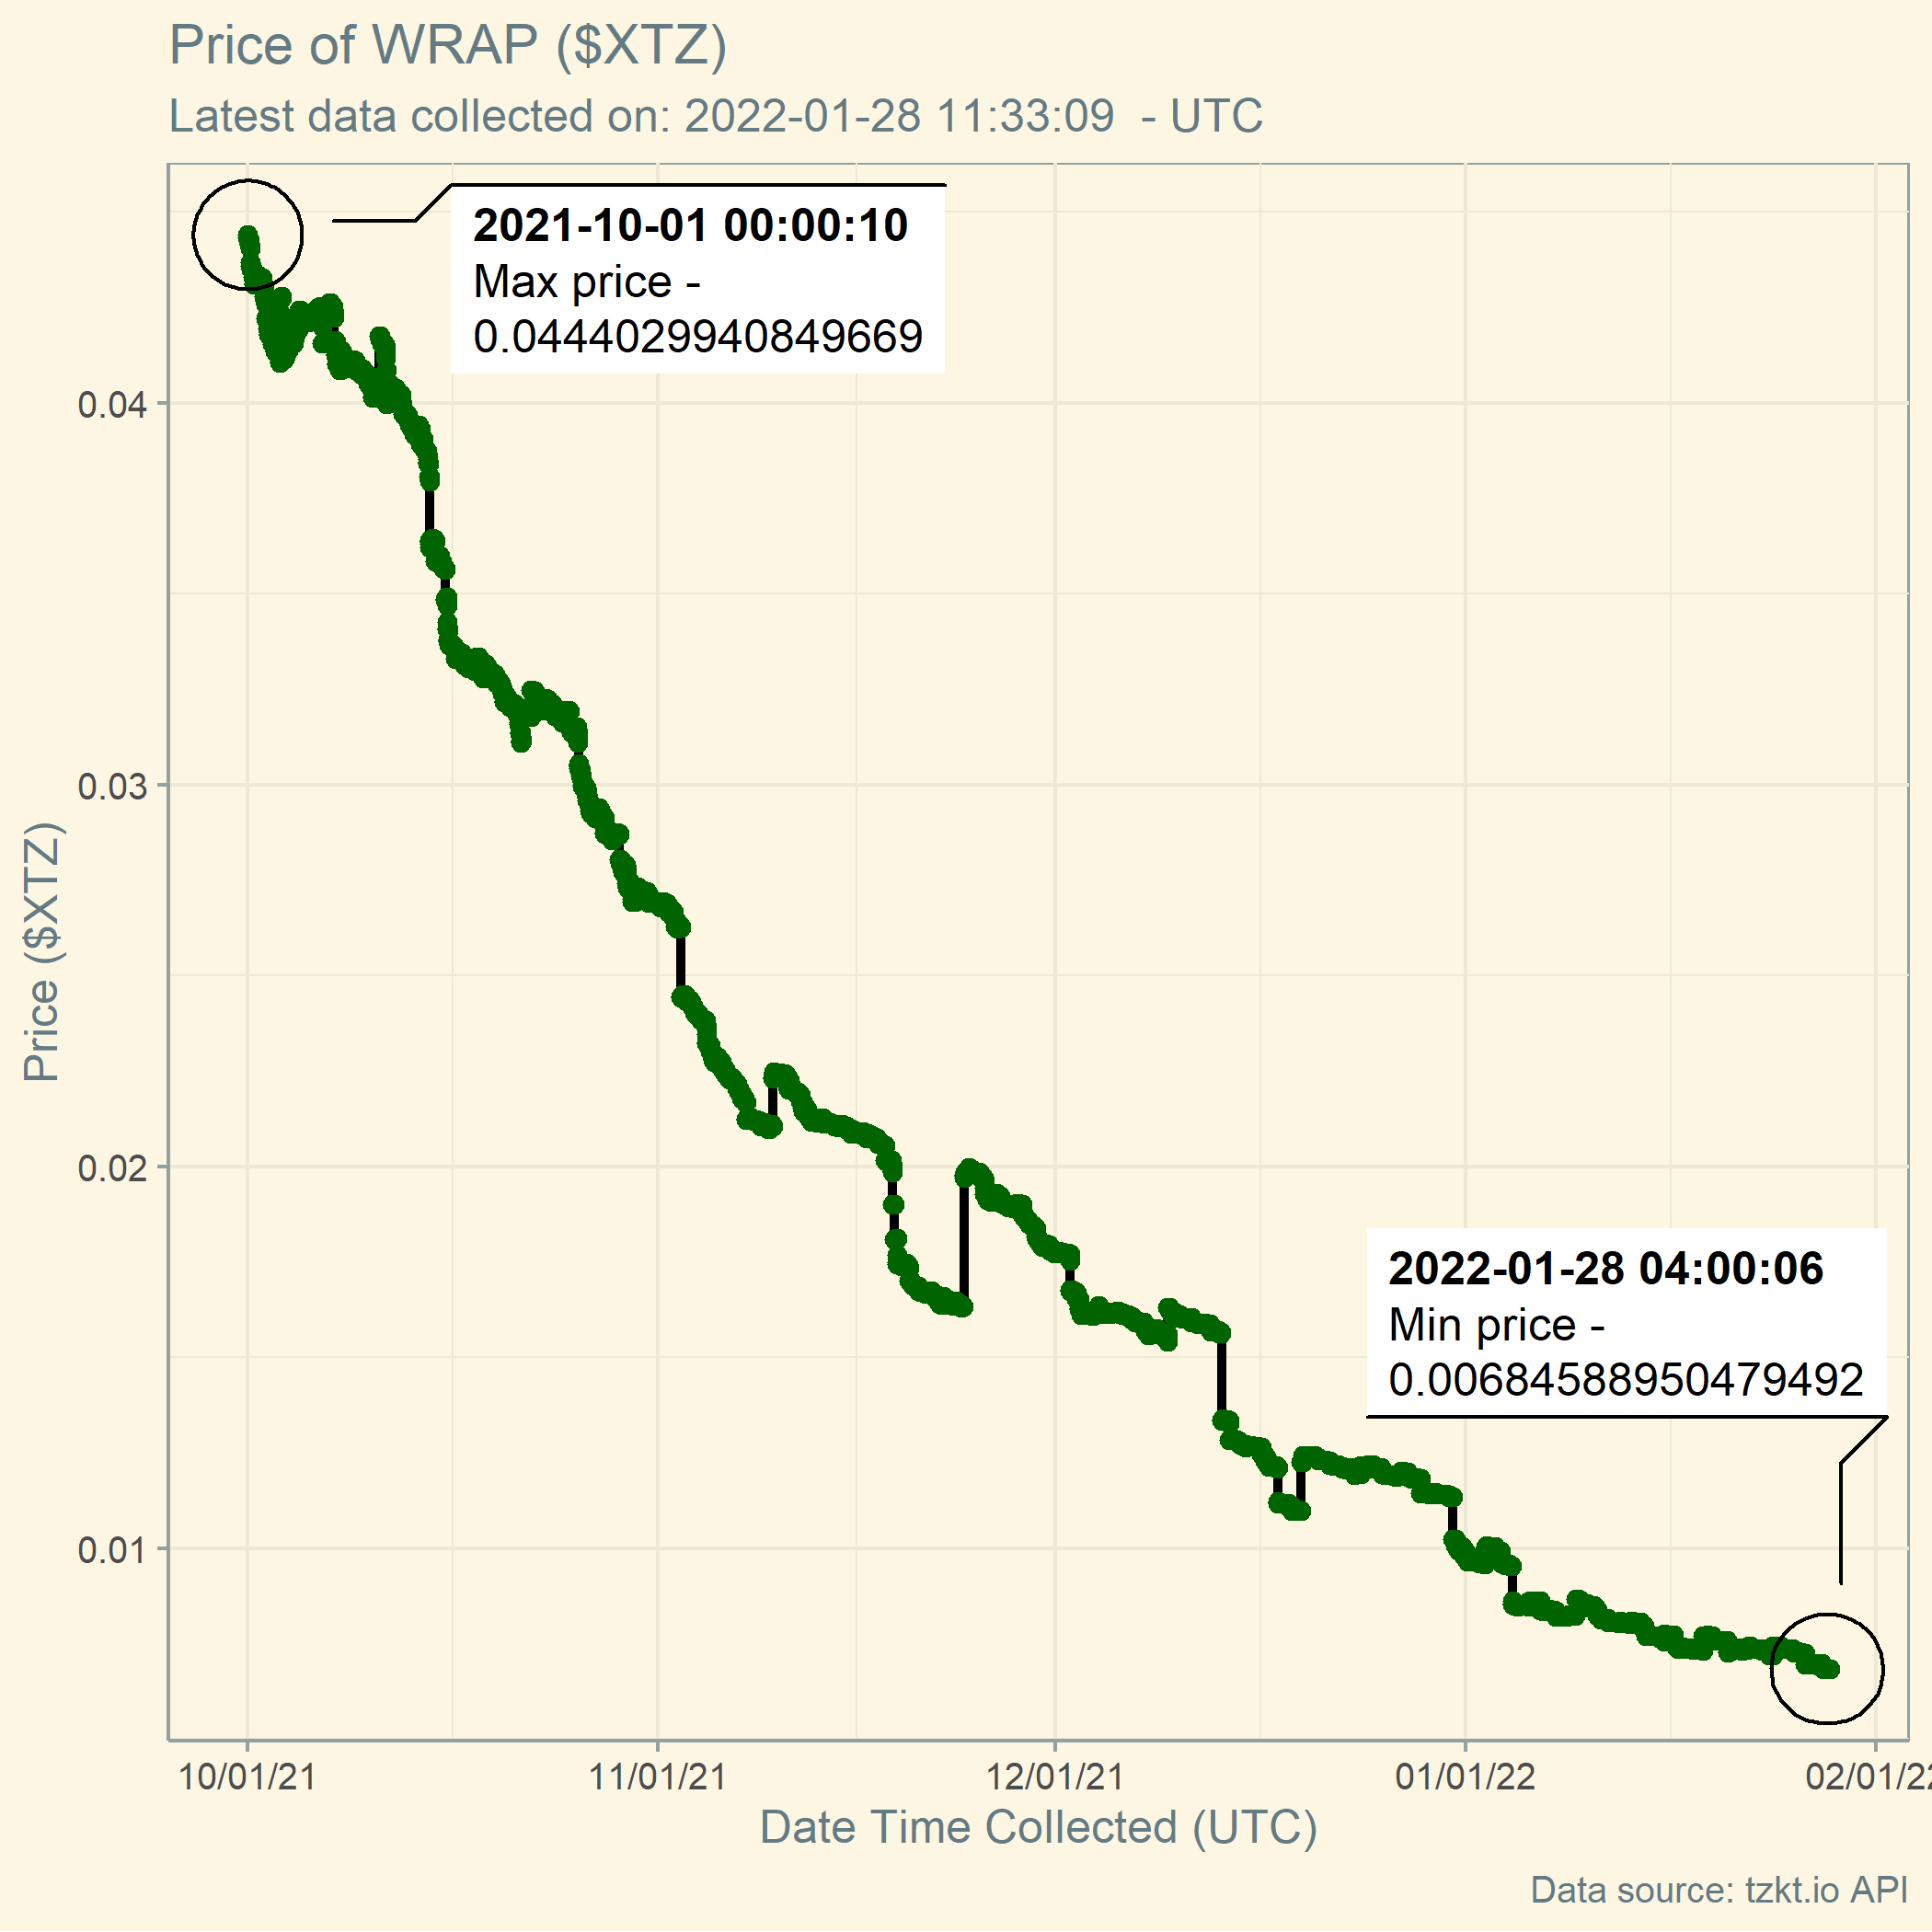 Price of WRAP ($XTZ)
Latest data collected on: 2022-01-28 11:33:09  - UTC
2021-10-01 00:00:10
Max price -
0.0444029940849669
0.04
0.03
0.02
0.01
Price ($XTZ)
2022-01-28 04:00:06
Min price -
0.00684588950479492
10/01/21
11/01/21
12/01/21
01/01/22
02/01/22
Date Time Collected (UTC)
Data source: tzkt.io API